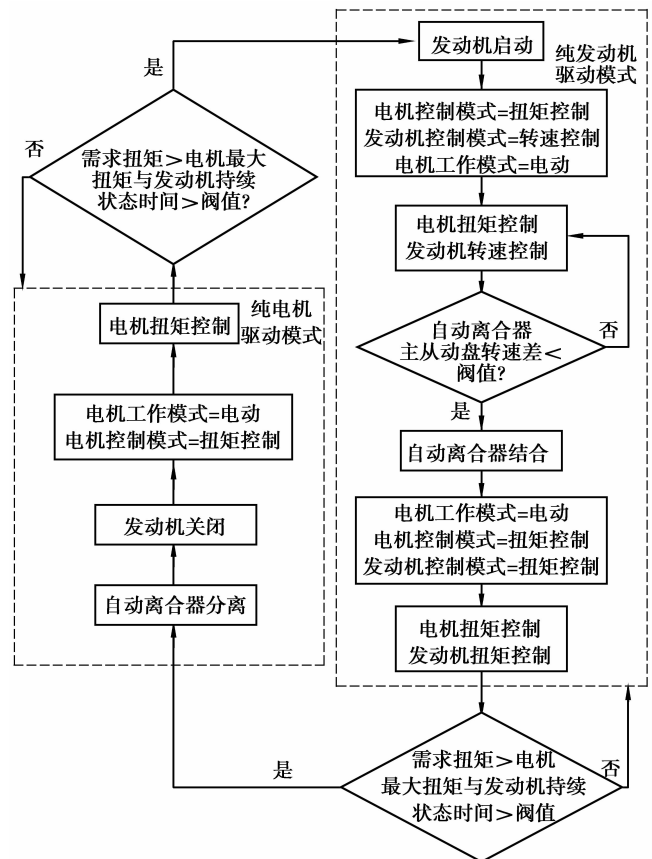 发动机启动
纯发动机
驱动模式
电机控制模式=扭矩控制
发动机控制模式=转速控制
电机工作模式=电动
电机扭矩控制
发动机转速控制
自动离合器
主从动盘转速差<
阀值?
否
是
自动离合器结合
电机工作模式=电动
电机控制模式=扭矩控制
发动机控制模式=扭矩控制
电机扭矩控制
发动机扭矩控制
需求扭矩>电机
最大扭矩与发动机持续
状态时间>阀值
否
是
自动离合器分离
发动机关闭
电机工作模式=电动
电机控制模式=扭矩控制
电机扭矩控制
纯电机
驱动模式
需求扭矩>电机最大
扭矩与发动机持续
状态时间>阀值?
否
是